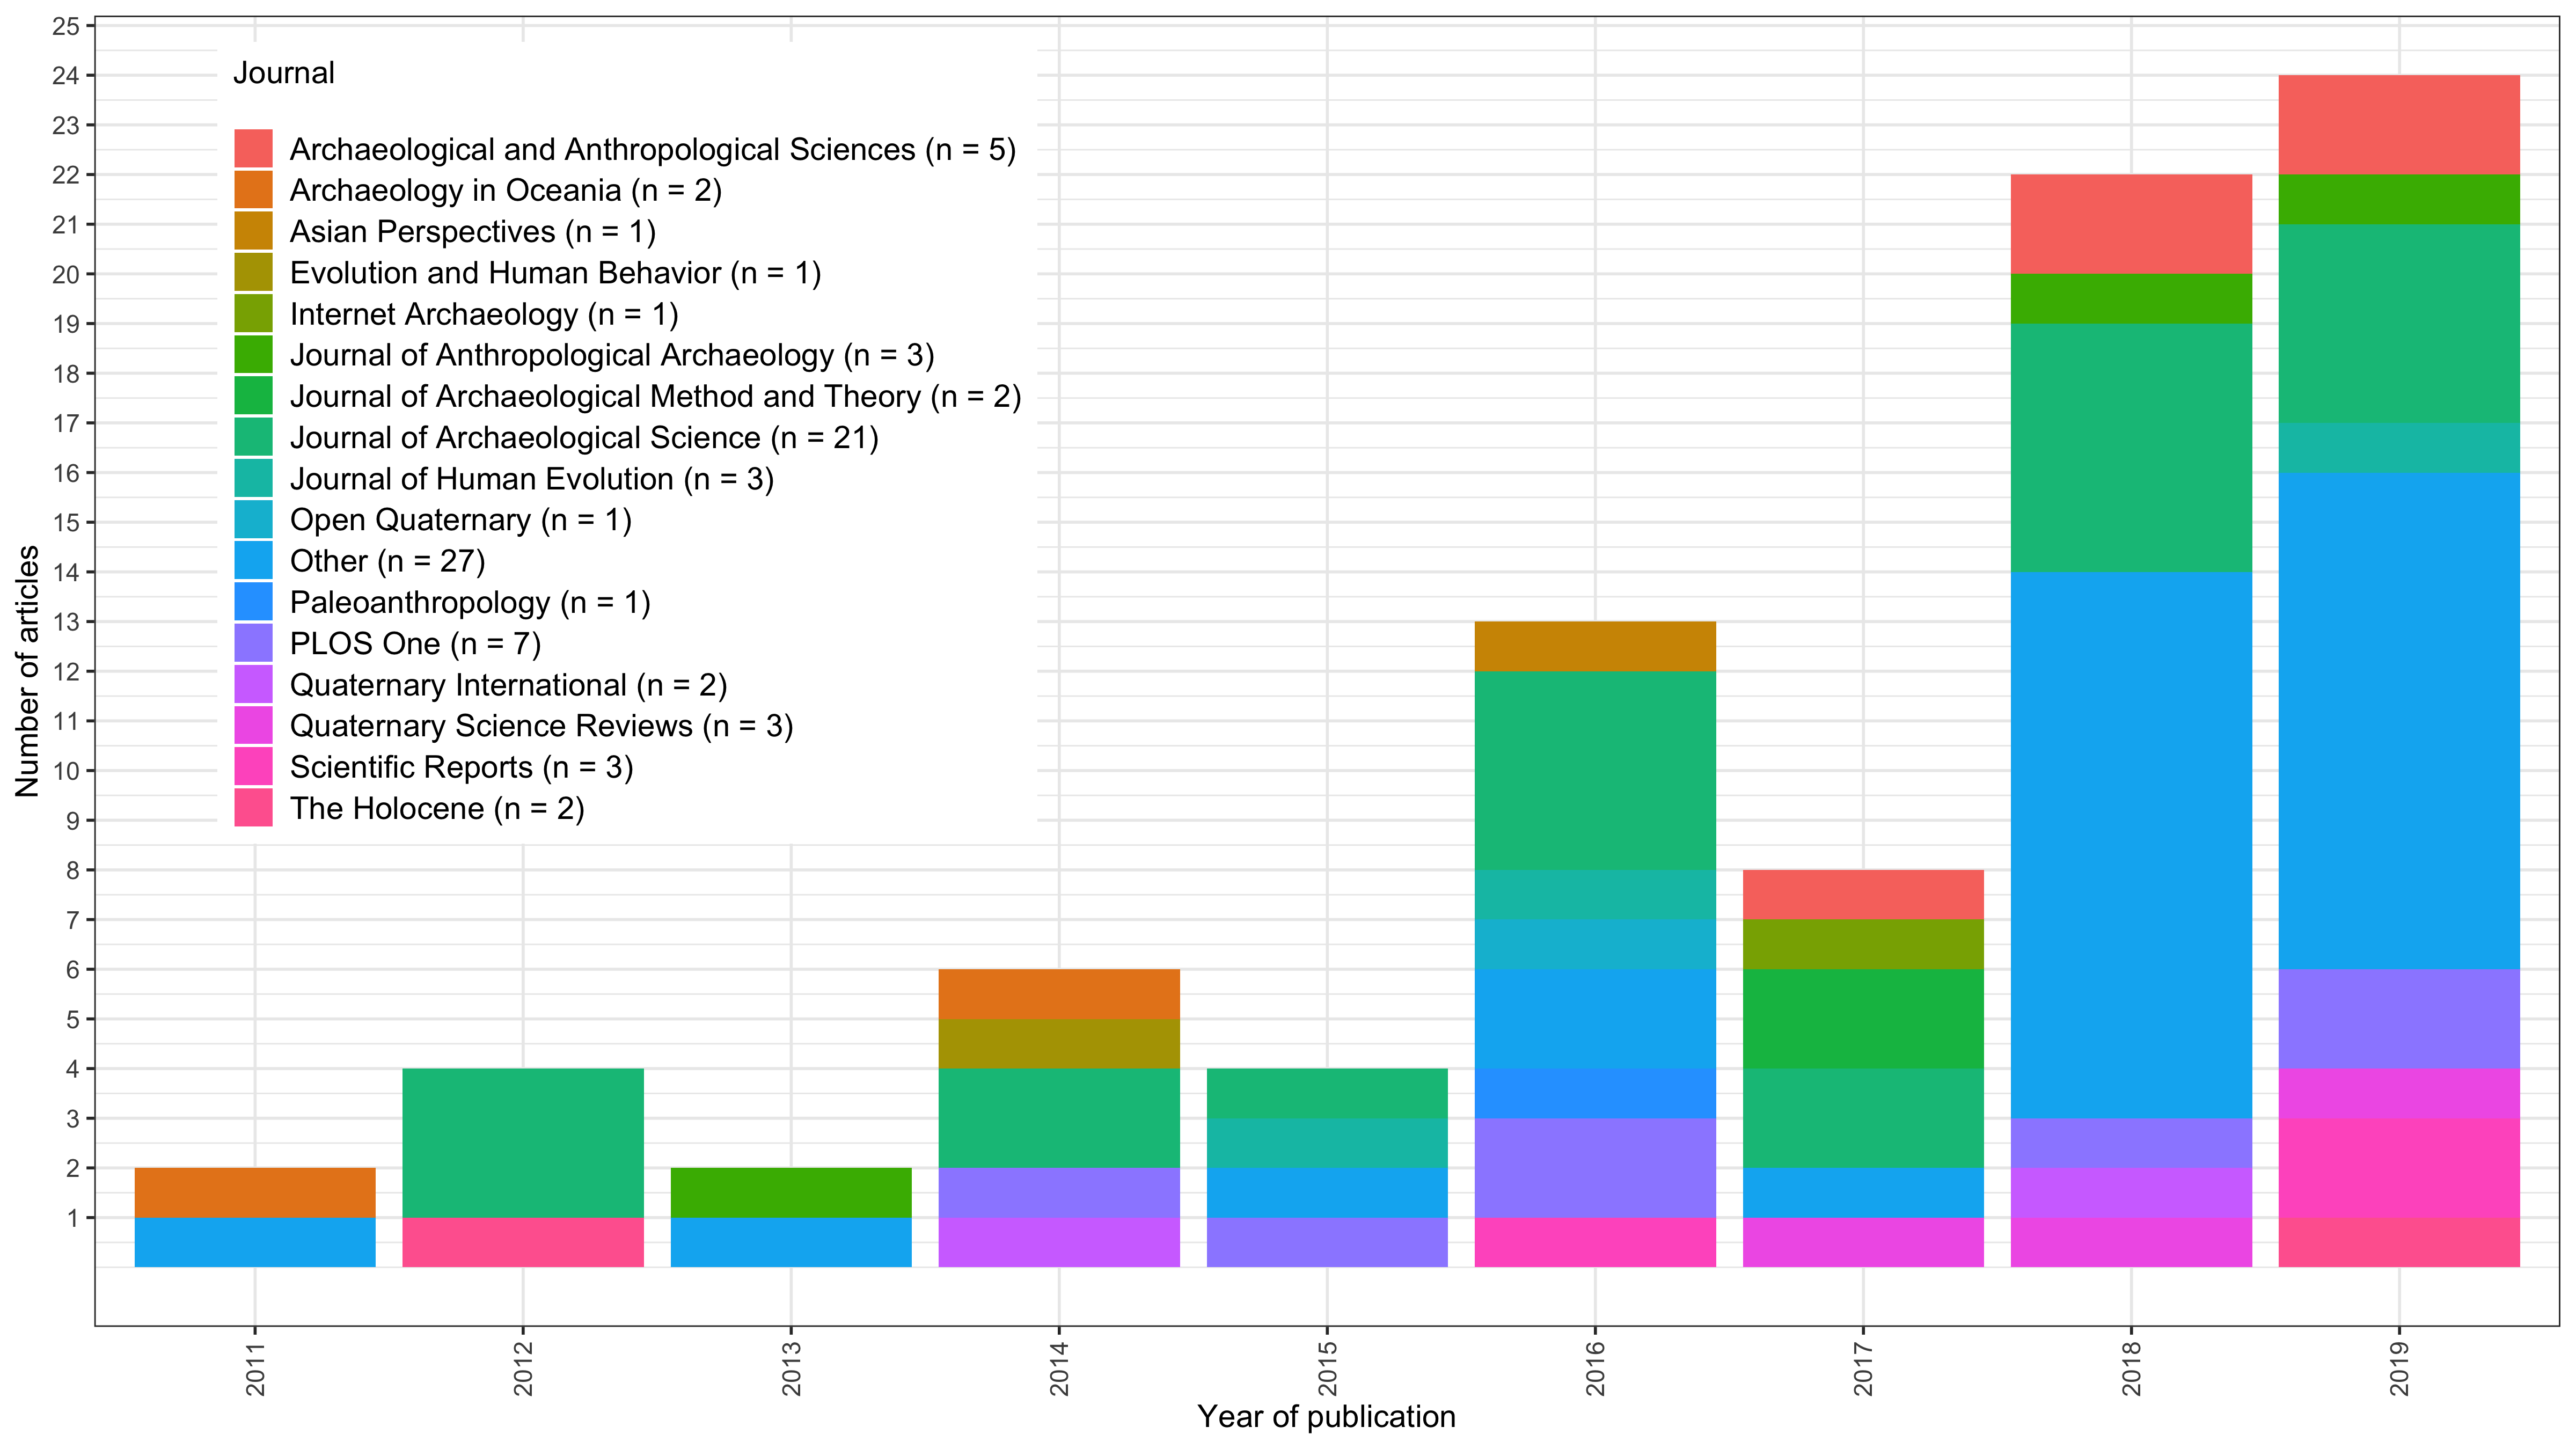 Number of articles
25
24
23
22
21
20
19
18
17
16
15
14
13
12
11
10
9
8
7
6
5
4
3
2
1
Journal
Archaeological and Anthropological Sciences (n = 5)
Archaeology in Oceania (n = 2)
Asian Perspectives (n = 1)
Evolution and Human Behavior (n = 1)
Internet Archaeology (n = 1)
Journal of Anthropological Archaeology (n = 3)
Journal of Archaeological Method and Theory (n = 2)
Journal of Archaeological Science (n = 21)
Journal of Human Evolution (n = 3)
Open Quaternary (n = 1)
Other (n = 27)
Paleoanthropology (n = 1)
PLOS One (n = 7)
Quaternary International (n = 2)
Quaternary Science Reviews (n = 3)
Scientific Reports (n = 3)
The Holocene (n = 2)
2011
2012
2013
2014
2015
2016
2017
2018
2019
Year of publication